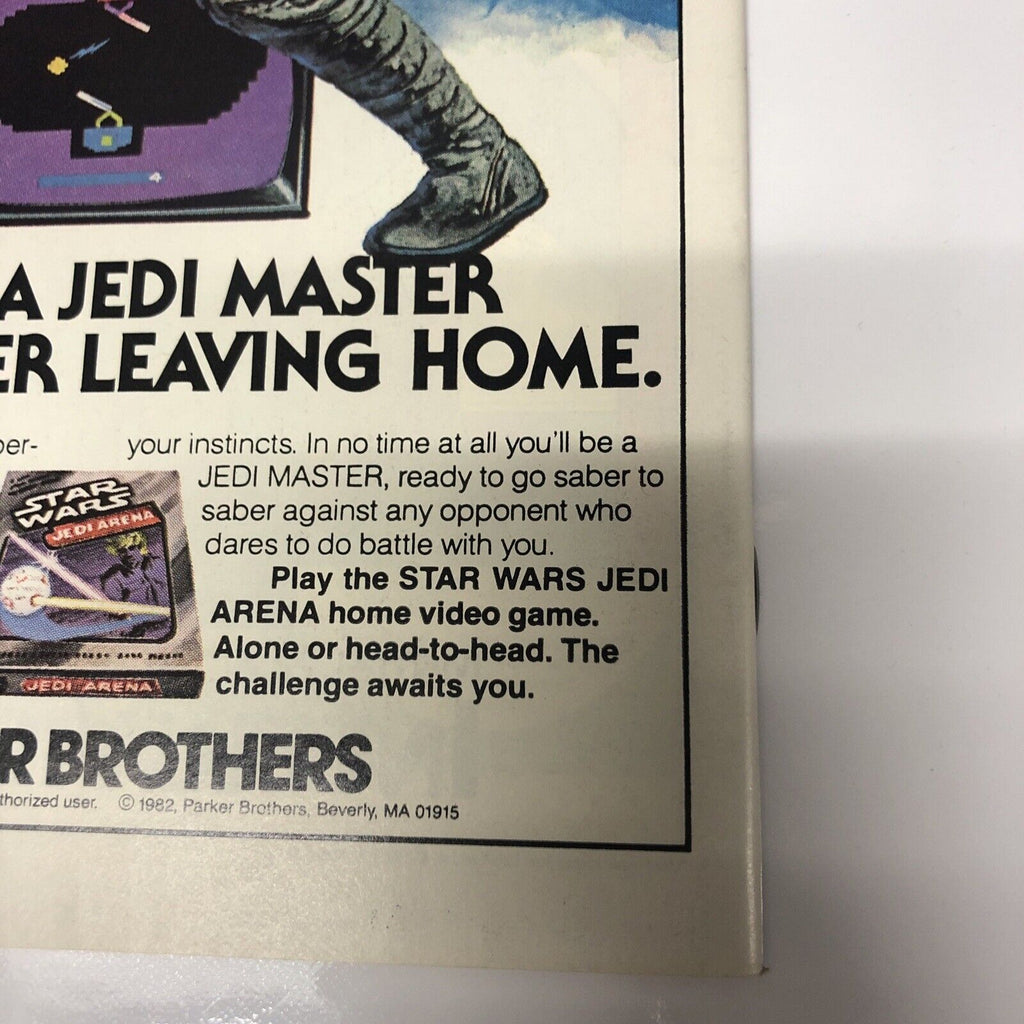 4
A JEDI MASTER
ER LEAVING HOME.
ber-
your instincts. In no time at all you'll be a
JEDI MASTER, ready to go saber to
saber against any opponent who
dares to do battle with you.
Play the STAR WARS JEDI
ARENA home video game.
Alone or head-to-head. The
challenge awaits you.
STAR
WARS
JEDI ARENA
JEDI ARENA
R BROTHERS
thorized user. © 1982, Parker Brothers, Beverly, MA 01915